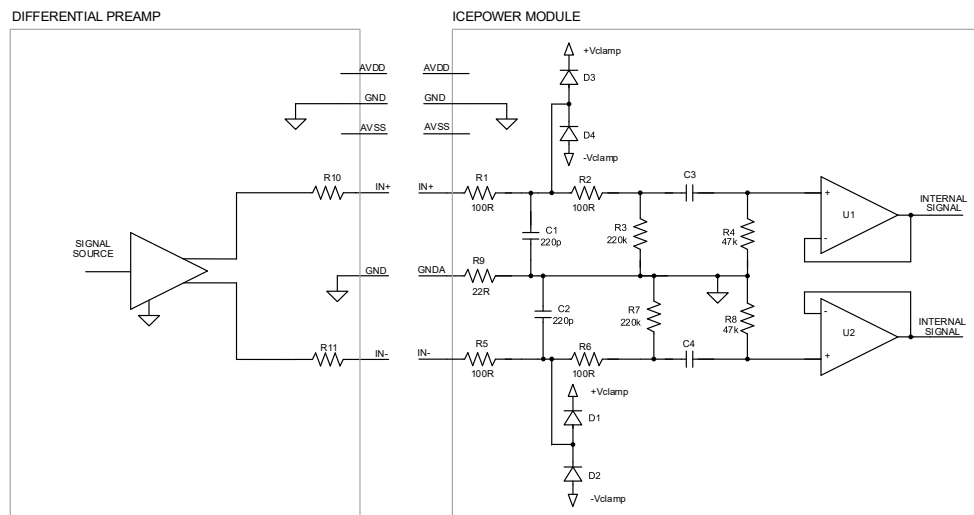 DIFFERENTIAL PREAMP
ICEPOWER MODULE
AVDD
AVDD
GND
GND
AVSS
AVSS
+Vclamp
D3
D4
-Vclamp
R10
IN+
IN+
R1
100R
R2
100R
C3
C1
220p
R3
220k
R4
47k
+
-
U1
INTERNAL
SIGNAL
SIGNAL
SOURCE
GND
GNDA
R9
22R
C2
220p
R7
220k
R8
47k
-
+
U2
INTERNAL
SIGNAL
R11
IN-
IN-
R5
100R
R6
100R
C4
+Vclamp
D1
D2
-Vclamp